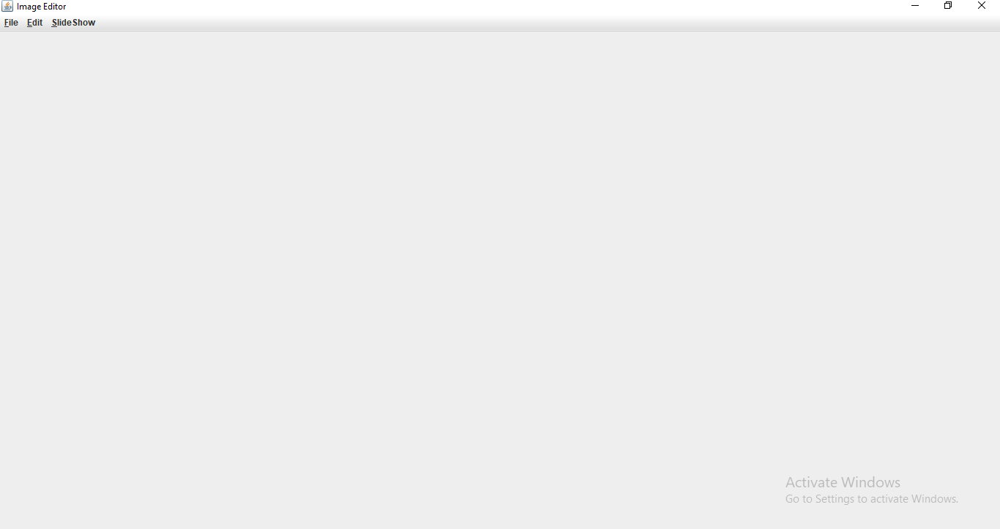 Image Editor
File Edit SlideShow
Activate Windows
Go to Settings to activate Windows.